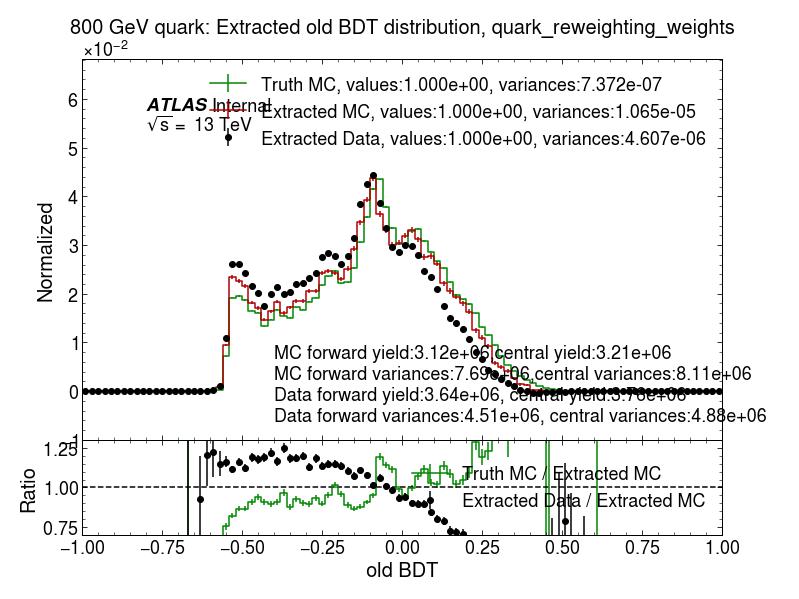 800 GeV quark: Extracted old BDT distribution, quark_reweighting_weights
×10⁻²
Truth MC, values:1.000e+00, variances:7.372e-07
ATLAS Internal
Extracted MC, values:1.000e+00, variances:1.065e-05
√s = 13 TeV
Extracted Data, values:1.000e+00, variances:4.607e-06
6
5
4
3
2
1
0
1
Normalized
MC forward yield:3.12e+06,central yield:3.21e+06
MC forward variances:7.69e+06,central variances:8.11e+06
Data forward yield:3.64e+06, central yield:3.78e+06
Data forward variances:4.51e+06, central variances:4.88e+06
1.25
1.00
0.75
Ratio
Truth MC / Extracted MC
Extracted Data / Extracted MC
−1.00 −0.75 −0.50 −0.25 0.00 0.25 0.50 0.75 1.00
old BDT